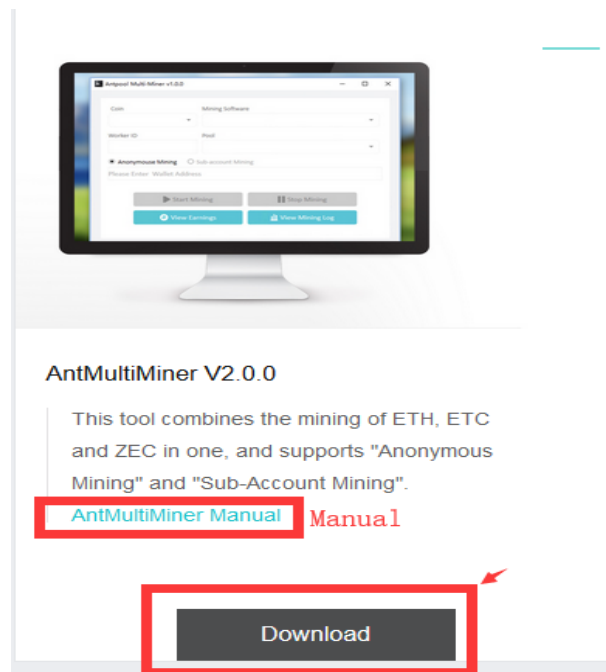 Antpool Multi-Miner v1.0.0
Coin Mining Software
Worker ID Pool
Anonymouse Mining Sub-account Mining
Please Enter Wallet Address
Start Mining Stop Mining
View Earnings View Mining Log
AntMultiMiner V2.0.0
This tool combines the mining of ETH, ETC
and ZEC in one, and supports "Anonymous
Mining" and "Sub-Account Mining".
AntMultiMiner Manual Manual
Download